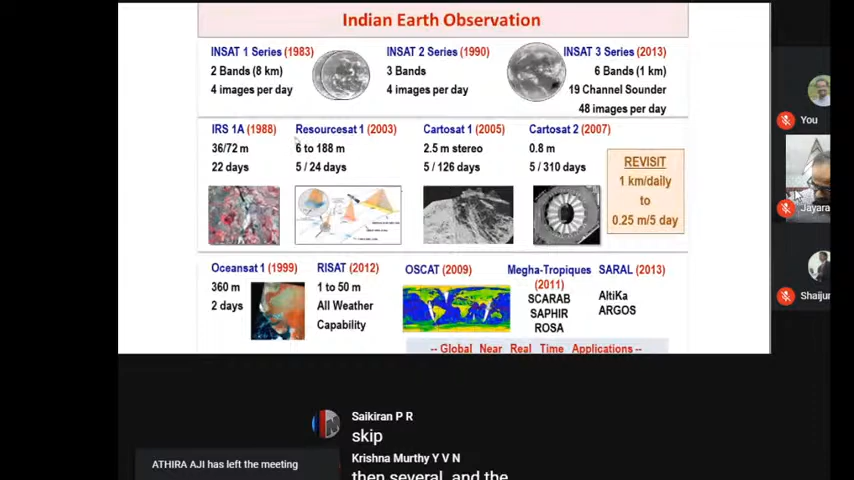 Indian Earth Observation
INSAT 1 Series (1983)
2 Bands (8 km)
4 images per day
INSAT 2 Series (1990)
3 Bands
4 images per day
INSAT 3 Series (2013)
6 Bands (1 km)
19 Channel Sounder
48 images per day
IRS 1A (1988)
36/72 m
22 days
Resourcesat 1 (2003)
6 to 188 m
5 / 24 days
Cartosat 1 (2005)
2.5 m stereo
5 / 126 days
Cartosat 2 (2007)
0.8 m
5 / 310 days
REVISIT
1 km/daily
to
0.25 m/5 day
Oceansat 1 (1999)
360 m
2 days
RISAT (2012)
1 to 50 m
All Weather
Capability
OSCAT (2009)
Megha-Tropiques
(2011)
SCARAB
SAPHIR
ROSA
SARAL (2013)
AltiKa
ARGOS
-- Global Near Real Time Applications --
You
Jayara
Shaijur
Saikiran P R
skip
Krishna Murthy Y V N
then several, and the
ATHIRA AJI has left the meeting